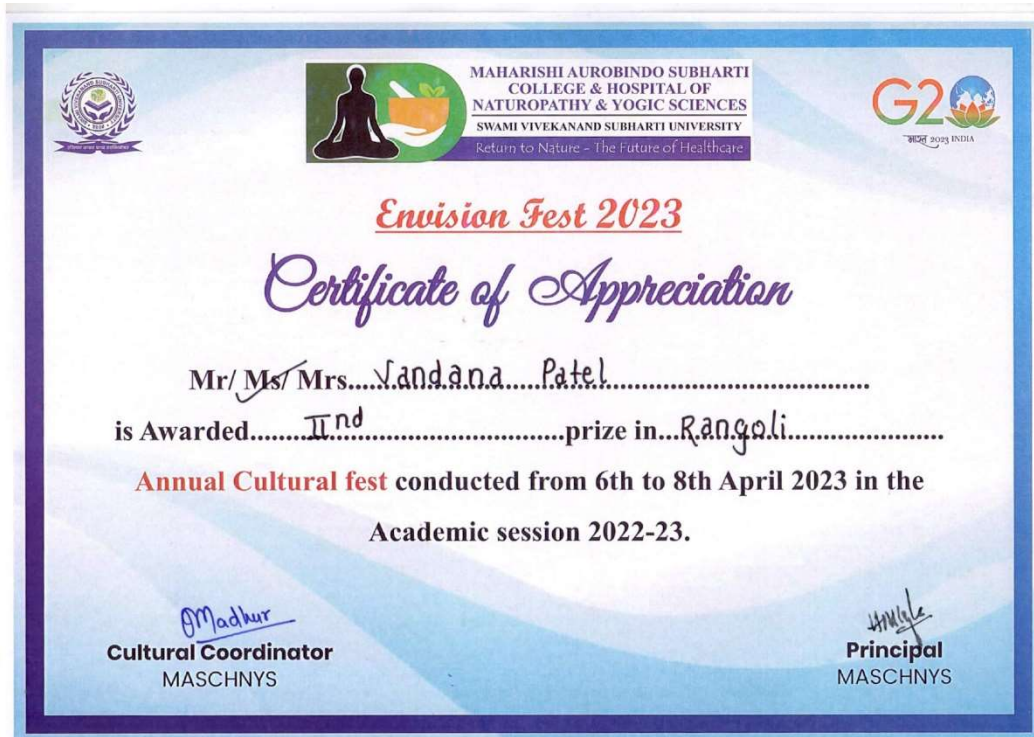 MAHARISHI AUROBINDO SUBHARTI
COLLEGE & HOSPITAL OF
NATUROPATHY & YOGIC SCIENCES
SWAMI VIVEKANAND SUBHARTI UNIVERSITY
Return to Nature - The Future of Healthcare
G20
भारत 2023 INDIA
Envision Fest 2023
Certificate of Appreciation
Mr/ Ms/ Mrs....Vandana....Patel....
is Awarded....IInd....prize in...Rangoli....
Annual Cultural fest conducted from 6th to 8th April 2023 in the
Academic session 2022-23.
Madhur
Cultural Coordinator
MASCHNYS
Principal
MASCHNYS